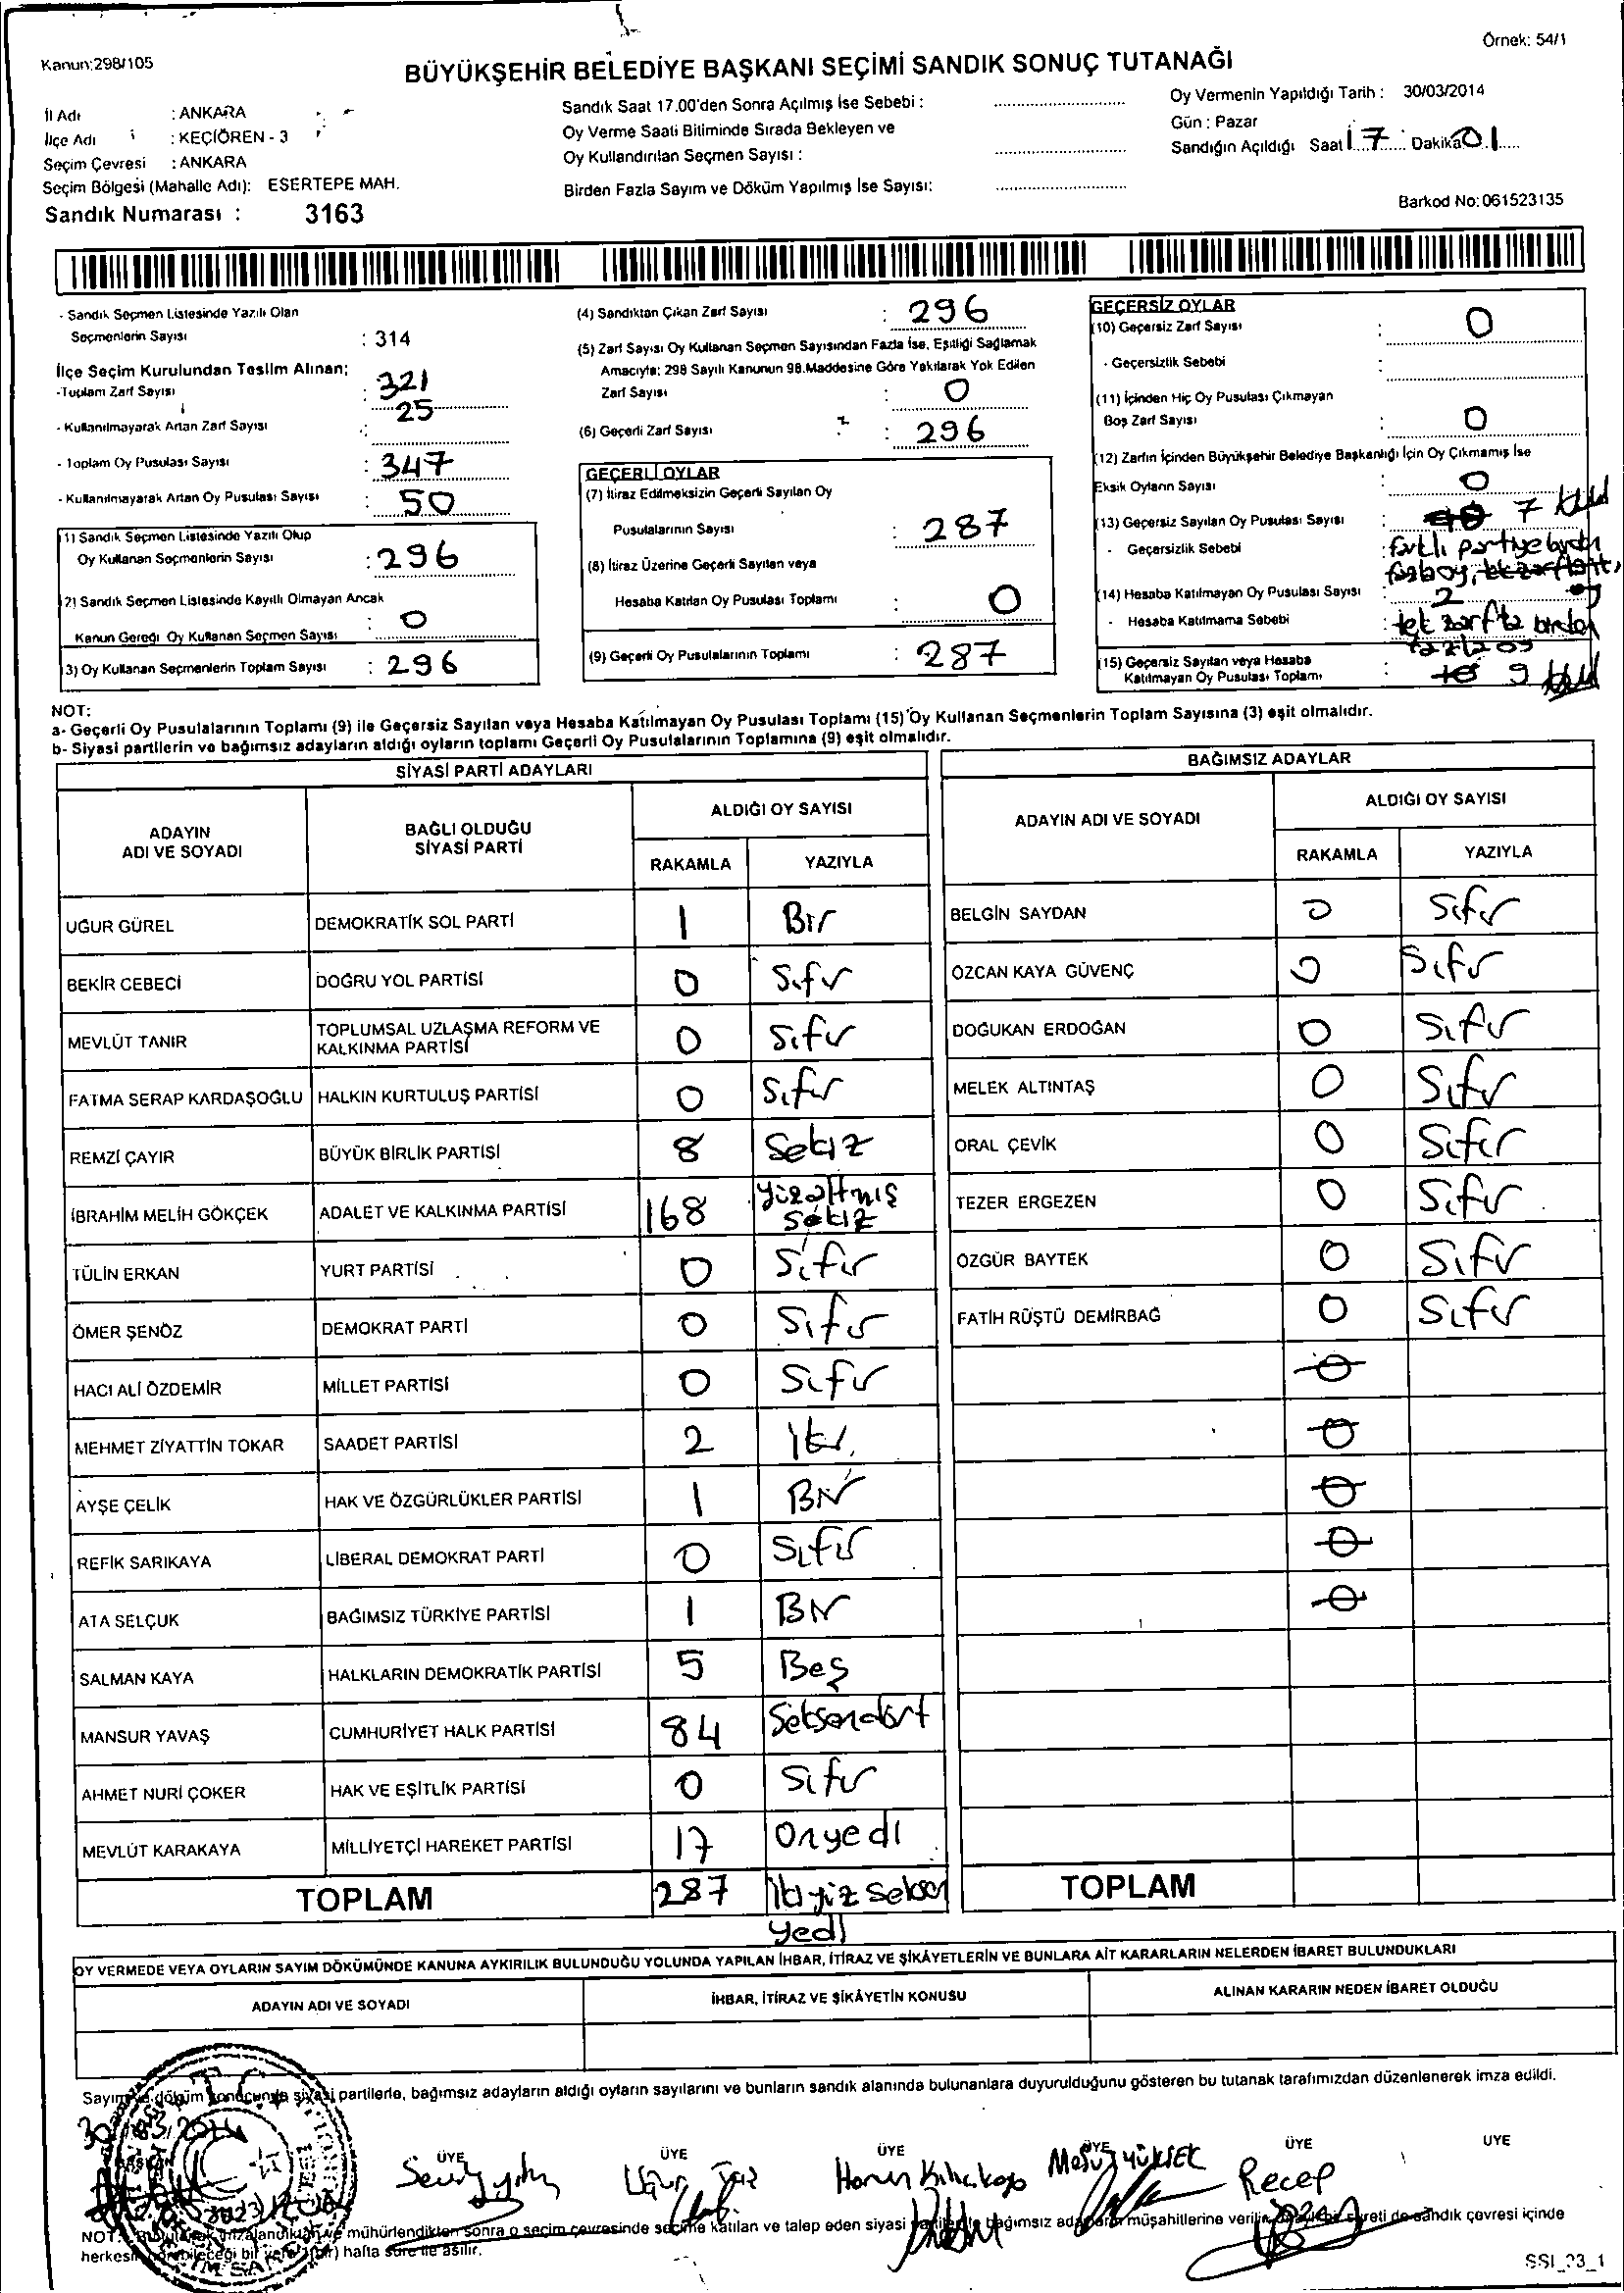 Örnek: 54/1
Kanun:298/105
BÜYÜKŞEHİR BELEDİYE BAŞKANI SEÇİMİ SANDIK SONUÇ TUTANAĞI
İl Adı : ANKARA
İlçe Adı : KEÇİÖREN - 3
Seçim Çevresi : ANKARA
Seçim Bölgesi (Mahalle Adı): ESERTEPE MAH.
Sandık Numarası : 3163
Sandık Saat 17.00'den Sonra Açılmış İse Sebebi :
Oy Verme Saati Bitiminde Sırada Bekleyen ve
Oy Kullandırılan Seçmen Sayısı :
Birden Fazla Sayım ve Döküm Yapılmış İse Sayısı:
Oy Vermenin Yapıldığı Tarih : 30/03/2014
Gün : Pazar
Sandığın Açıldığı Saat 17 : Dakika 01
Barkod No: 061523135
- Sandık Seçmen Listesinde Yazılı Olan
Seçmenlerin Sayısı : 314
İlçe Seçim Kurulundan Teslim Alınan;
-Toplam Zarf Sayısı : 321
- Kullanılmayarak Artan Zarf Sayısı : 25
- Toplam Oy Pusulası Sayısı : 347
- Kullanılmayarak Artan Oy Pusulası Sayısı : 50
1) Sandık Seçmen Listesinde Yazılı Olup
Oy Kullanan Seçmenlerin Sayısı : 296
2) Sandık Seçmen Listesinde Kayıtlı Olmayan Ancak
Kanun Gereği Oy Kullanan Seçmen Sayısı : 0
3) Oy Kullanan Seçmenlerin Toplam Sayısı : 296
(4) Sandıktan Çıkan Zarf Sayısı : 296
(5) Zarf Sayısı Oy Kullanan Seçmen Sayısından Fazla İse, Eşitliği Sağlamak
Amacıyla; 298 Sayılı Kanunun 98.Maddesine Göre Yakılarak Yok Edilen
Zarf Sayısı : 0
(6) Geçerli Zarf Sayısı : 296
GEÇERLİ OYLAR
(7) İtiraz Edilmeksizin Geçerli Sayılan Oy
Pusulalarının Sayısı : 287
(8) İtiraz Üzerine Geçerli Sayılan veya
Hesaba Katılan Oy Pusulası Toplamı : 0
(9) Geçerli Oy Pusulalarının Toplamı : 287
GEÇERSİZ OYLAR
(10) Geçersiz Zarf Sayısı : 0
- Geçersizlik Sebebi :
(11) İçinden Hiç Oy Pusulası Çıkmayan
Boş Zarf Sayısı : 0
(12) Zarfın İçinden Büyükşehir Belediye Başkanlığı İçin Oy Çıkmamış İse
Eksik Oyların Sayısı : 0
(13) Geçersiz Sayılan Oy Pusulası Sayısı : 7
- Geçersizlik Sebebi : farklı partiye
(14) Hesaba Katılmayan Oy Pusulası Sayısı : 2
- Hesaba Katılmama Sebebi : tek zarfta birden
(15) Geçersiz Sayılan veya Hesaba
Katılmayan Oy Pusulası Toplamı : 9
NOT:
a- Geçerli Oy Pusulalarının Toplamı (9) ile Geçersiz Sayılan veya Hesaba Katılmayan Oy Pusulası Toplamı (15) Oy Kullanan Seçmenlerin Toplam Sayısına (3) eşit olmalıdır.
b- Siyasi partilerin ve bağımsız adayların aldığı oyların toplamı Geçerli Oy Pusulalarının Toplamına (9) eşit olmalıdır.
SİYASİ PARTİ ADAYLARI
ADAYIN ADI VE SOYADI BAĞLI OLDUĞU SİYASİ PARTİ ALDIĞI OY SAYISI
RAKAMLA YAZIYLA
UĞUR GÜREL DEMOKRATİK SOL PARTİ 1 Bir
BEKİR CEBECİ DOĞRU YOL PARTİSİ 0 Sıfır
MEVLÜT TANIR TOPLUMSAL UZLAŞMA REFORM VE KALKINMA PARTİSİ 0 Sıfır
FATMA SERAP KARDAŞOĞLU HALKIN KURTULUŞ PARTİSİ 0 Sıfır
REMZİ ÇAYIR BÜYÜK BİRLİK PARTİSİ 8 Sekiz
İBRAHİM MELİH GÖKÇEK ADALET VE KALKINMA PARTİSİ 168 Yüzaltmış sekiz
TÜLİN ERKAN YURT PARTİSİ 0 Sıfır
ÖMER ŞENÖZ DEMOKRAT PARTİ 0 Sıfır
HACI ALİ ÖZDEMİR MİLLET PARTİSİ 0 Sıfır
MEHMET ZİYATTİN TOKAR SAADET PARTİSİ 2 İki
AYŞE ÇELİK HAK VE ÖZGÜRLÜKLER PARTİSİ 1 Bir
REFİK SARIKAYA LİBERAL DEMOKRAT PARTİ 0 Sıfır
ATA SELÇUK BAĞIMSIZ TÜRKİYE PARTİSİ 1 Bir
SALMAN KAYA HALKLARIN DEMOKRATİK PARTİSİ 5 Beş
MANSUR YAVAŞ CUMHURİYET HALK PARTİSİ 84 Seksendört
AHMET NURİ ÇOKER HAK VE EŞİTLİK PARTİSİ 0 Sıfır
MEVLÜT KARAKAYA MİLLİYETÇİ HAREKET PARTİSİ 17 Onyedi
TOPLAM 287 İkiyüz seksen yedi
BAĞIMSIZ ADAYLAR
ADAYIN ADI VE SOYADI ALDIĞI OY SAYISI
RAKAMLA YAZIYLA
BELGİN SAYDAN 0 Sıfır
ÖZCAN KAYA GÜVENÇ 0 Sıfır
DOĞUKAN ERDOĞAN 0 Sıfır
MELEK ALTINTAŞ 0 Sıfır
ORAL ÇEVİK 0 Sıfır
TEZER ERGEZEN 0 Sıfır
ÖZGÜR BAYTEK 0 Sıfır
FATİH RÜŞTÜ DEMİRBAĞ 0 Sıfır
0
0
0
0
0
TOPLAM
OY VERMEDE VEYA OYLARIN SAYIM DÖKÜMÜNDE KANUNA AYKIRILIK BULUNDUĞU YOLUNDA YAPILAN İHBAR, İTİRAZ VE ŞİKÂYETLERİN VE BUNLARA AİT KARARLARIN NELERDEN İBARET BULUNDUKLARI
ADAYIN ADI VE SOYADI İHBAR, İTİRAZ VE ŞİKÂYETİN KONUSU ALINAN KARARIN NEDEN İBARET OLDUĞU
Sayım ve döküm sonucunda siyasi partilerle, bağımsız adayların aldığı oyların sayılarını ve bunların sandık alanında bulunanlara duyurulduğunu gösteren bu tutanak tarafımızdan düzenlenerek imza edildi.
30/03/2014
BAŞKAN ÜYE ÜYE ÜYE ÜYE ÜYE ÜYE
Mesut YÜKSEL Recep
mühürlendikten sonra o seçim çevresinde seçime katılan ve talep eden siyasi bağımsız müşahitlerine verilir. sureti de sandık çevresi içinde
hafta süre ile asılır.
SSI_23_1